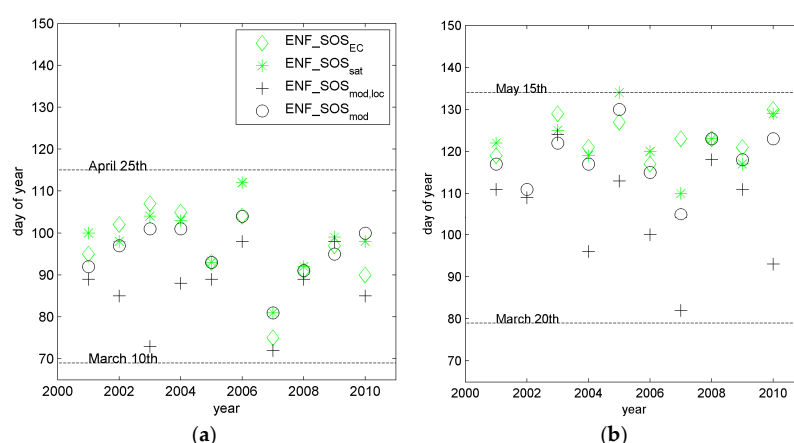 150
140
130
120
110
100
90
80
70
day of year
2000 2002 2004 2006 2008 2010
year
ENF_SOS_EC
ENF_SOS_sat
ENF_SOS_mod,loc
ENF_SOS_mod
April 25th
March 10th
(a)
150
140
130
120
110
100
90
80
70
day of year
2000 2002 2004 2006 2008 2010
year
May 15th
March 20th
(b)